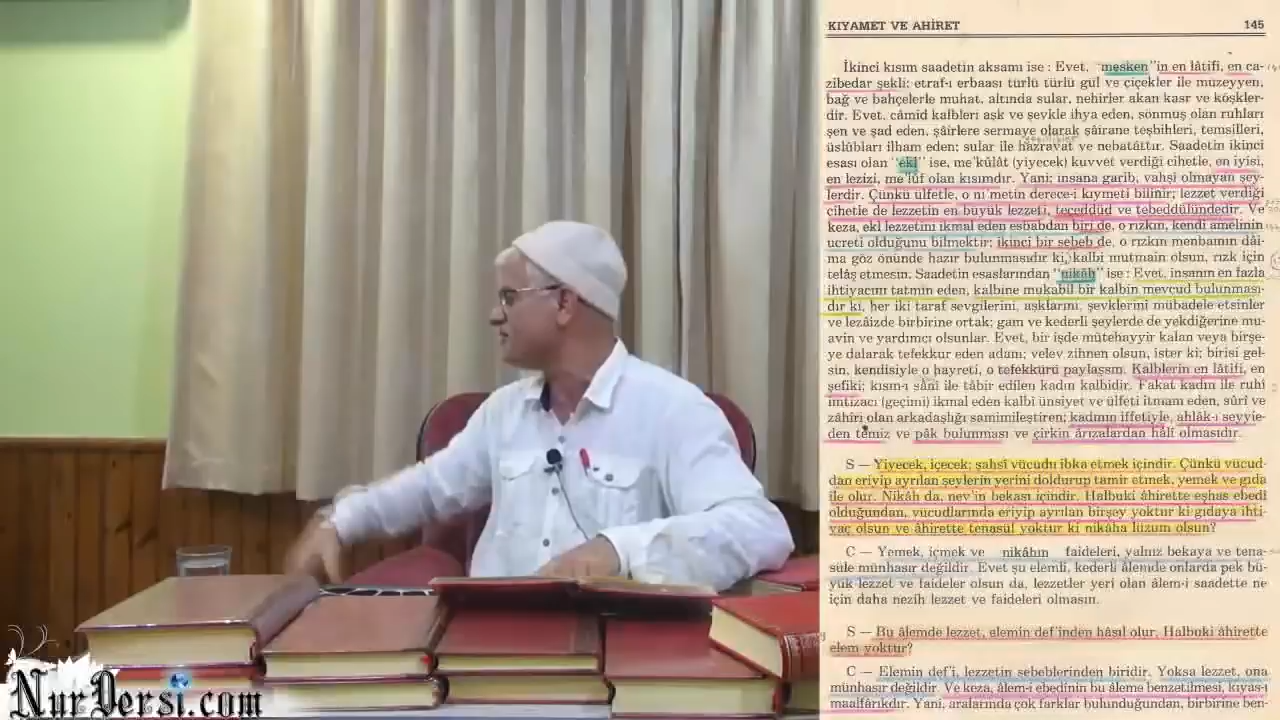 KIYAMET VE AHİRET 145
İkinci kısım saadetin aksamı ise : Evet, "mesken"in en lâtifi, en ca-
zibedar şekli; etraf-ı erbaası türlü türlü gül ve çiçekler ile müzeyyen,
bağ ve bahçelerle muhat, altında sular, nehirler akan kasr ve köşkler-
dir. Evet, câmid kalbleri aşk ve şevkle ihya eden, sönmüş olan ruhları
şen ve şad eden, şâirlere sermaye olarak şâirane teşbihleri, temsilleri,
üslûbları ilham eden; sular ile hazravat ve nebatâttır. Saadetin ikinci
esası olan "ekl" ise, me'kûlât (yiyecek) kuvvet verdiği cihetle, en iyisi,
en lezizi, me'lûf olan kısımdır. Yani; insana garib, vahşi olmayan şey-
lerdir. Çünkü ülfetle, o ni'metin derece-i kıymeti bilinir; lezzet verdiği
cihetle de lezzetin en büyük lezzeti, teceddüd ve tebeddülündedir. Ve
keza, ekl lezzetini ikmal eden esbabdan biri de, o rızkın, kendi amelinin
ücreti olduğunu bilmektir; ikinci bir sebeb de, o rızkın menbaının dâi-
ma göz önünde hazır bulunmasıdır ki, kalbi mutmain olsun, rızk için
telâş etmesin. Saadetin esaslarından "nikâh" ise : Evet, insanın en fazla
ihtiyacını tatmin eden, kalbine mukabil bir kalbin mevcud bulunması-
dır ki, her iki taraf sevgilerini, aşklarını, şevklerini mübadele etsinler
ve lezâizde birbirine ortak; gam ve kederli şeylerde de yekdiğerine mu-
avin ve yardımcı olsunlar. Evet, bir işde mütehayyir kalan veya birşe-
ye dalarak tefekkür eden adam; velev zihnen olsun, ister ki; birisi gel-
sin, kendisiyle o hayreti, o tefekkürü paylaşsın. Kalblerin en lâtifi, en
şefiki; kısm-ı sânî ile tâbir edilen kadın kalbidir. Fakat kadın ile ruhî
imtizacı (geçimi) ikmal eden kalbî ünsiyet ve ülfeti itmam eden, sûrî ve
zâhirî olan arkadaşlığı samimîleştiren; kadının iffetiyle, ahlâk-ı seyyie-
den temiz ve pâk bulunması ve çirkin ârızalardan hâlî olmasıdır.
S — Yiyecek, içecek; şahsî vücudu ibka etmek içindir. Çünkü vücud-
dan eriyip ayrılan şeylerin yerini doldurup tamir etmek, yemek ve gıda
ile olur. Nikâh da, nev'in bekası içindir. Halbuki âhirette eşhas ebedî
olduğundan, vücudlarında eriyip ayrılan birşey yoktur ki gıdaya ihti-
yaç olsun ve âhirette tenasül yoktur ki nikâha lüzum olsun?
C — Yemek, içmek ve nikâhın faideleri, yalnız bekaya ve tena-
süle münhasır değildir. Evet şu elemli, kederli âlemde onlarda pek bü-
yük lezzet ve faideler olsun da, lezzetler yeri olan âlem-i saadette ne
için daha nezih lezzet ve faideleri olmasın.
S — Bu âlemde lezzet, elemin def'inden hâsıl olur. Halbuki âhirette
elem yoktur?
C — Elemin def'i, lezzetin sebeblerinden biridir. Yoksa lezzet, ona
münhasır değildir. Ve keza, âlem-i ebedînin bu âleme benzetilmesi, kıyas-ı
maalfârıkdır. Yani, aralarında çok farklar bulunduğundan, birbirine ben-
NurDersi.com